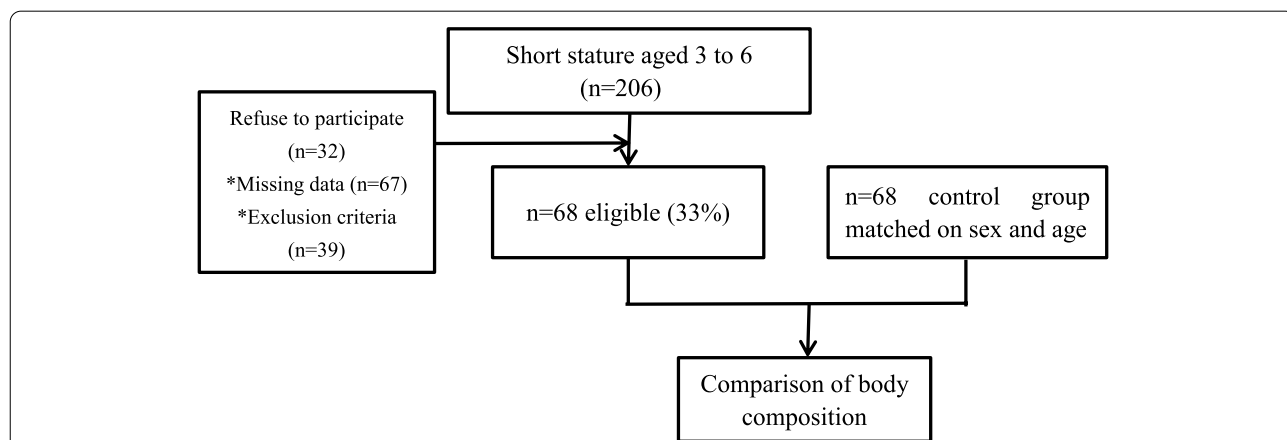 Short stature aged 3 to 6
(n=206)
Refuse to participate
(n=32)
*Missing data (n=67)
*Exclusion criteria
(n=39)
n=68 eligible (33%)
n=68 control group
matched on sex and age
Comparison of body
composition